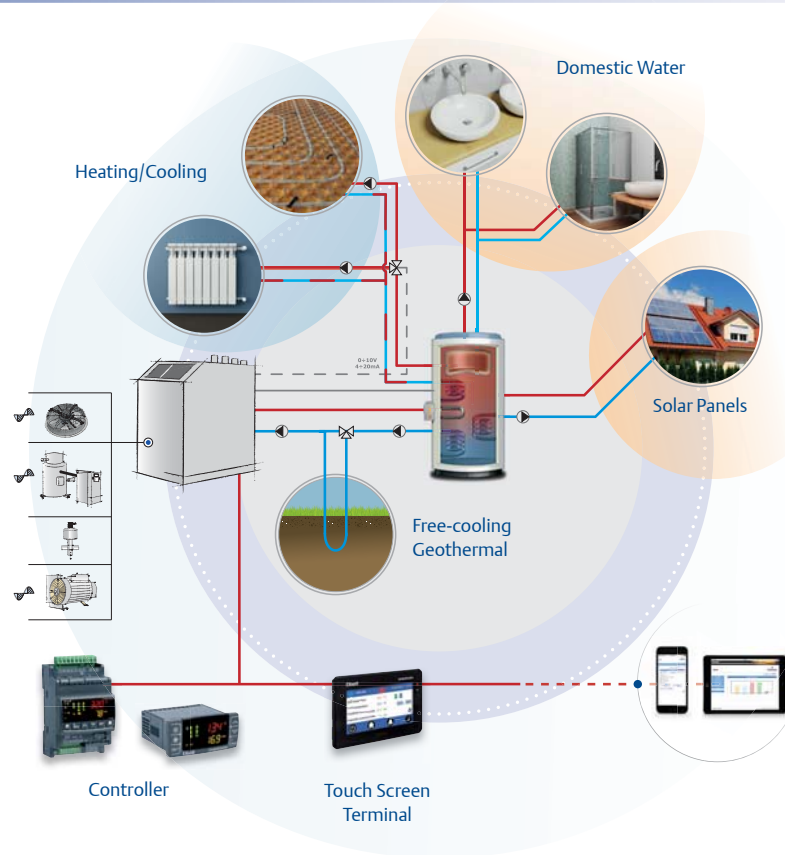 Domestic Water
Heating/Cooling
0÷10V
4÷20mA
Solar Panels
Free-cooling
Geothermal
Controller
Touch Screen
Terminal